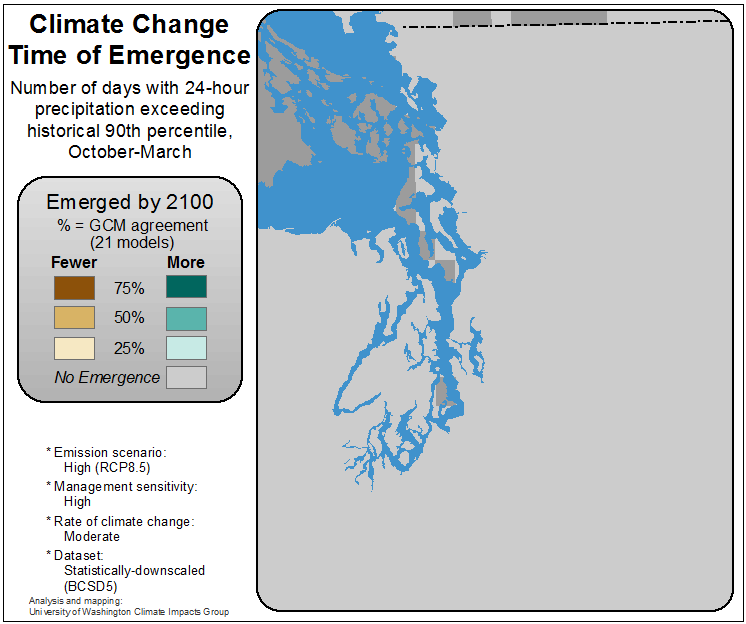 Climate Change
Time of Emergence
Number of days with 24-hour
precipitation exceeding
historical 90th percentile,
October-March
Emerged by 2100
% = GCM agreement
(21 models)
Fewer More
75%
50%
25%
No Emergence
* Emission scenario:
High (RCP8.5)
* Management sensitivity:
High
* Rate of climate change:
Moderate
* Dataset:
Statistically-downscaled
(BCSD5)
Analysis and mapping:
University of Washington Climate Impacts Group